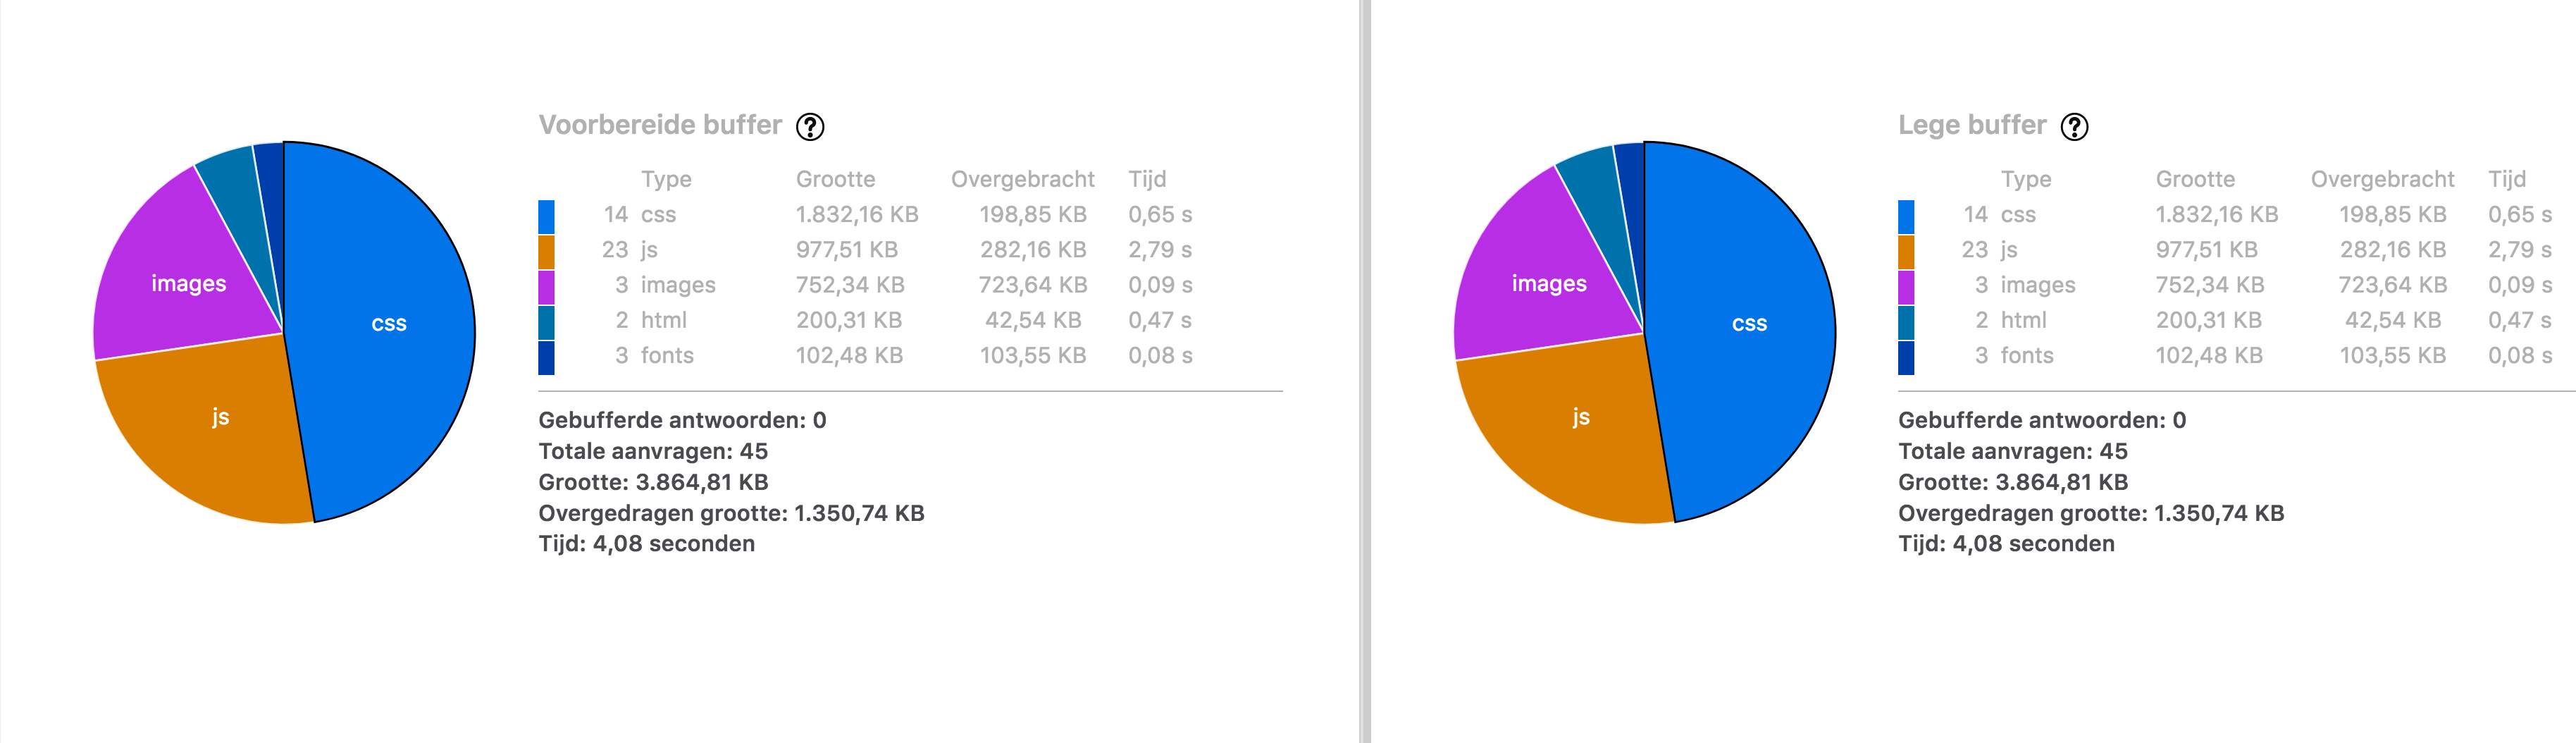 Voorbereide buffer ?
Type Grootte Overgebracht Tijd
14 css 1.832,16 KB 198,85 KB 0,65 s
23 js 977,51 KB 282,16 KB 2,79 s
3 images 752,34 KB 723,64 KB 0,09 s
2 html 200,31 KB 42,54 KB 0,47 s
3 fonts 102,48 KB 103,55 KB 0,08 s
Gebufferde antwoorden: 0
Totale aanvragen: 45
Grootte: 3.864,81 KB
Overgedragen grootte: 1.350,74 KB
Tijd: 4,08 seconden
images
css
js
Lege buffer ?
Type Grootte Overgebracht Tijd
14 css 1.832,16 KB 198,85 KB 0,65 s
23 js 977,51 KB 282,16 KB 2,79 s
3 images 752,34 KB 723,64 KB 0,09 s
2 html 200,31 KB 42,54 KB 0,47 s
3 fonts 102,48 KB 103,55 KB 0,08 s
Gebufferde antwoorden: 0
Totale aanvragen: 45
Grootte: 3.864,81 KB
Overgedragen grootte: 1.350,74 KB
Tijd: 4,08 seconden
images
css
js